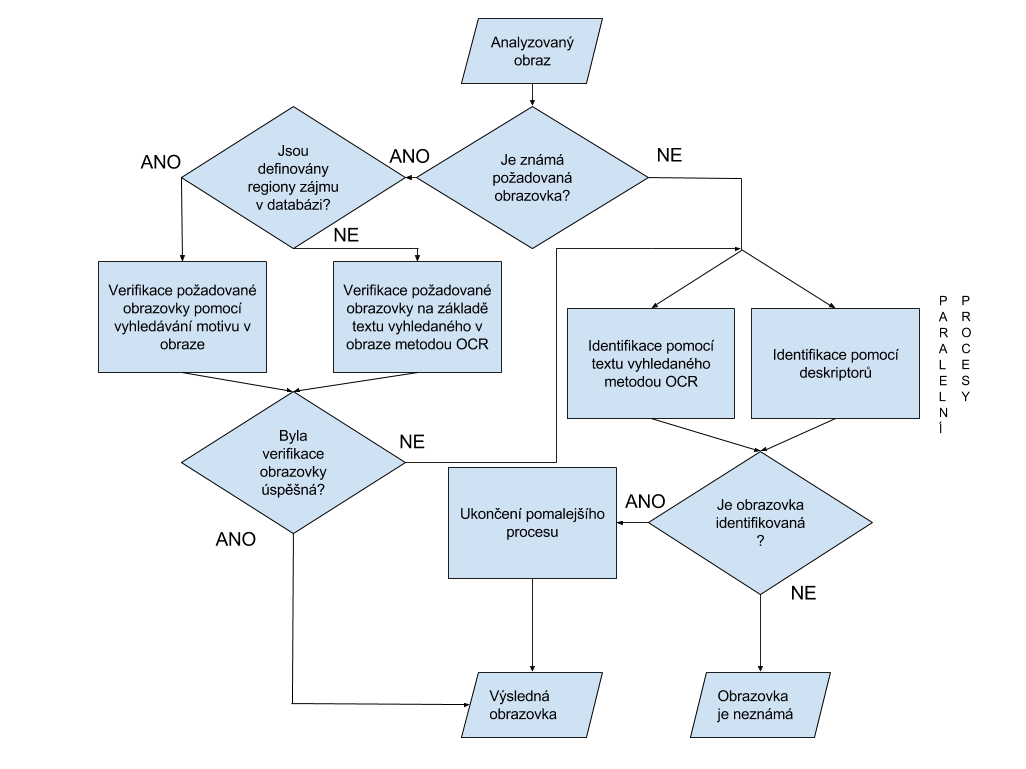 Analyzovaný
obraz
Je známá
požadovaná
obrazovka?
ANO
NE
Jsou
definovány
regiony zájmu
v databázi?
ANO
NE
Verifikace požadované
obrazovky pomocí
vyhledávání motivu v
obraze
Verifikace požadované
obrazovky na základě
textu vyhledaného v
obraze metodou OCR
Identifikace pomocí
textu vyhledaného
metodou OCR
Identifikace pomocí
deskriptorů
PARALELNÍ
PROCESY
Byla
verifikace
obrazovky
úspěšná?
NE
ANO
Ukončení pomalejšího
procesu
ANO
Je obrazovka
identifikovaná
?
NE
Výsledná
obrazovka
Obrazovka
je neznámá